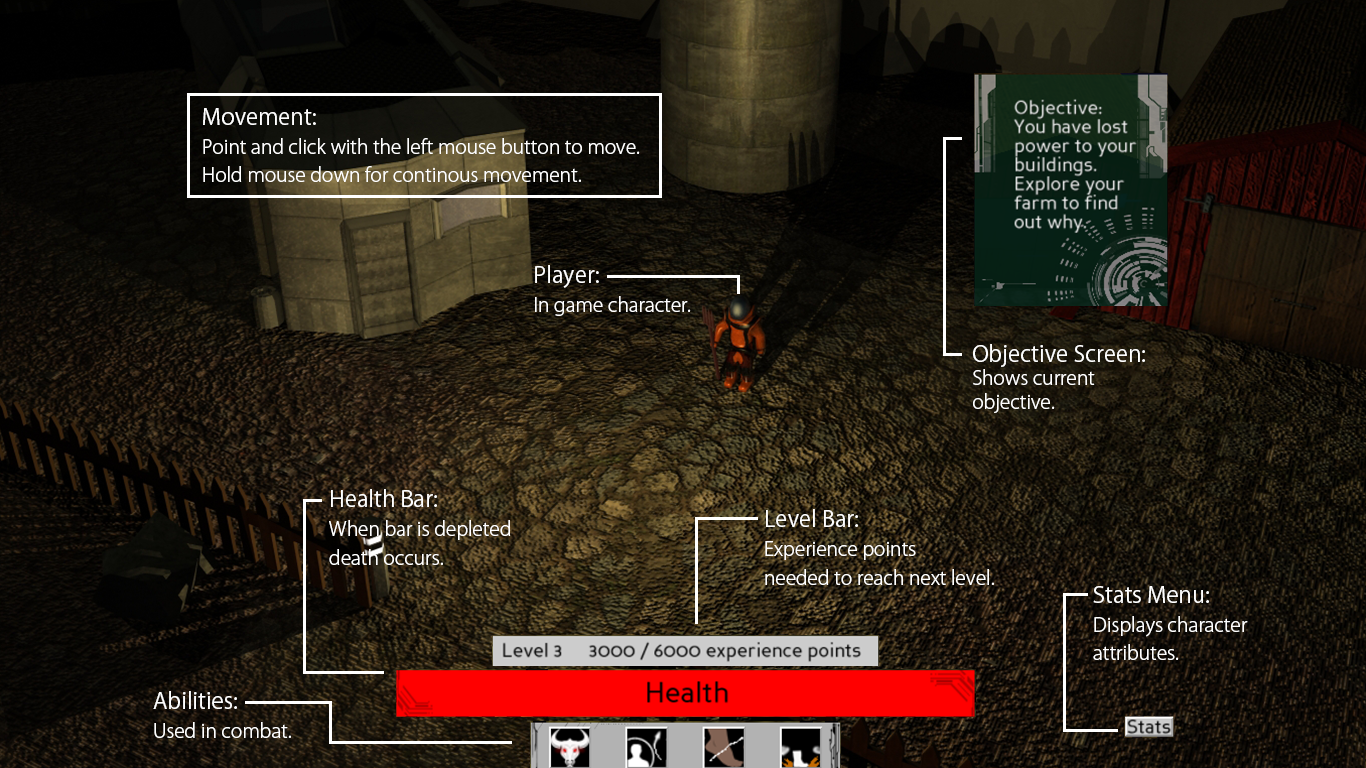 Movement:
Point and click with the left mouse button to move.
Hold mouse down for continous movement.
Objective:
You have lost
power to your
buildings.
Explore your
farm to find
out why.
Player:
In game character.
Objective Screen:
Shows current
objective.
Health Bar:
When bar is depleted
death occurs.
Level Bar:
Experience points
needed to reach next level.
Stats Menu:
Displays character
attributes.
Level 3 3000 / 6000 experience points
Health
Abilities:
Used in combat.
Stats